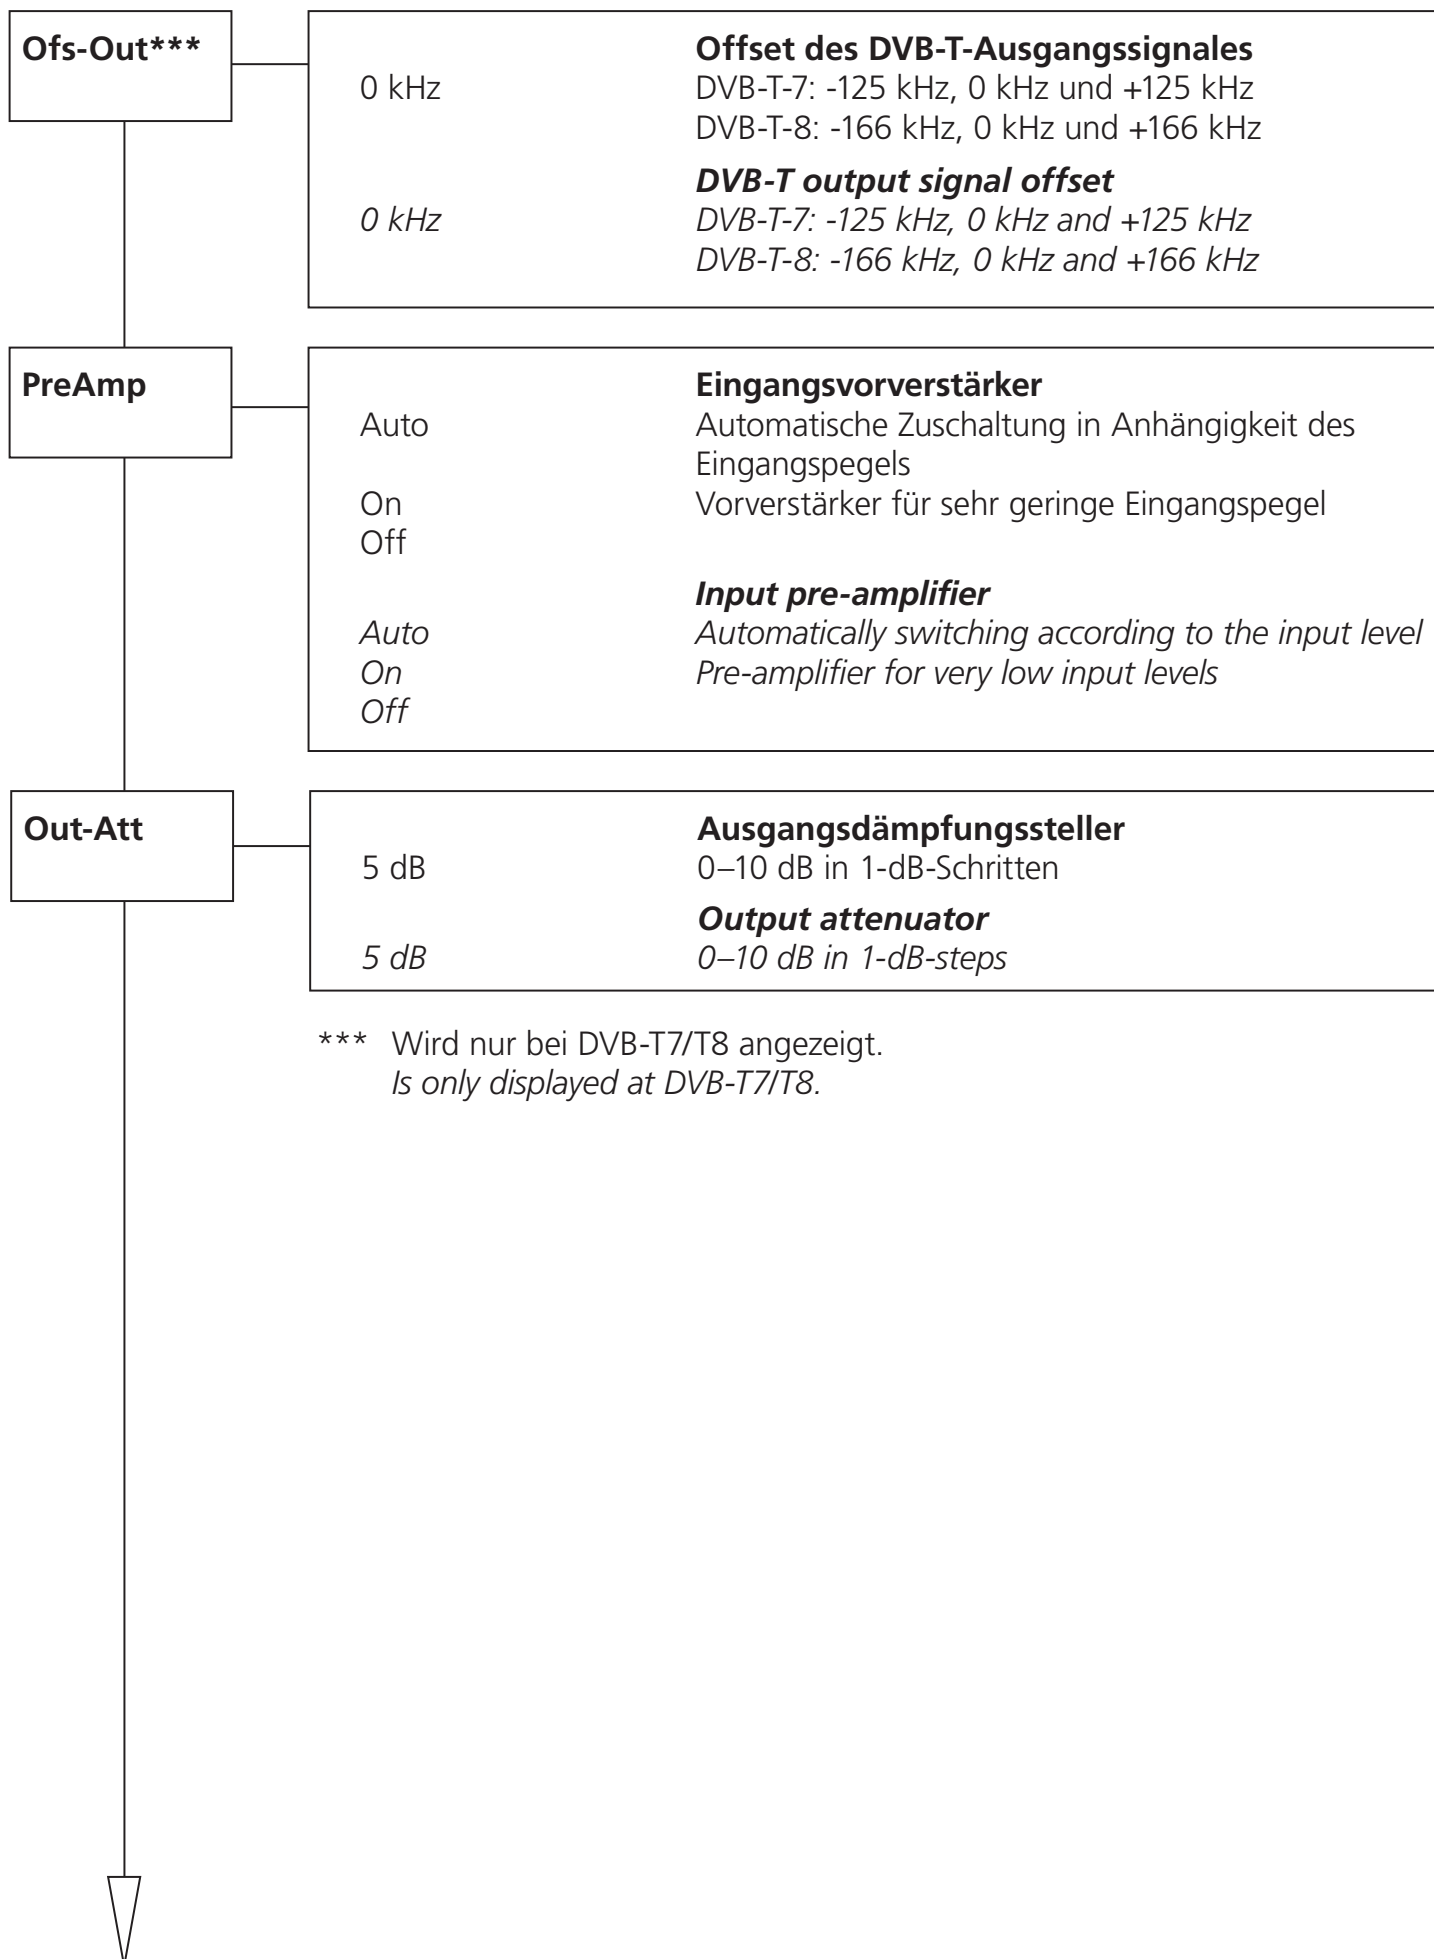 Ofs-Out***
Offset des DVB-T-Ausgangssignales
0 kHz DVB-T-7: -125 kHz, 0 kHz und +125 kHz
DVB-T-8: -166 kHz, 0 kHz und +166 kHz
DVB-T output signal offset
0 kHz DVB-T-7: -125 kHz, 0 kHz and +125 kHz
DVB-T-8: -166 kHz, 0 kHz and +166 kHz
PreAmp
Eingangsvorverstärker
Auto Automatische Zuschaltung in Anhängigkeit des
Eingangspegels
On Vorverstärker für sehr geringe Eingangspegel
Off
Input pre-amplifier
Auto Automatically switching according to the input level
On Pre-amplifier for very low input levels
Off
Out-Att
Ausgangsdämpfungssteller
5 dB 0–10 dB in 1-dB-Schritten
Output attenuator
5 dB 0–10 dB in 1-dB-steps
*** Wird nur bei DVB-T7/T8 angezeigt.
Is only displayed at DVB-T7/T8.